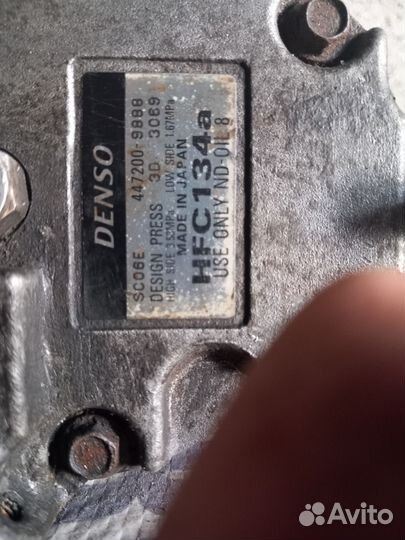 DENSO
SC06E 447200-9888
DESIGN PRESS 3D 3069
HIGH SIDE 3.53MPa LOW SIDE 1.67MPa
MADE IN JAPAN
HFC134a
USE ONLY ND-OIL 8
Avito